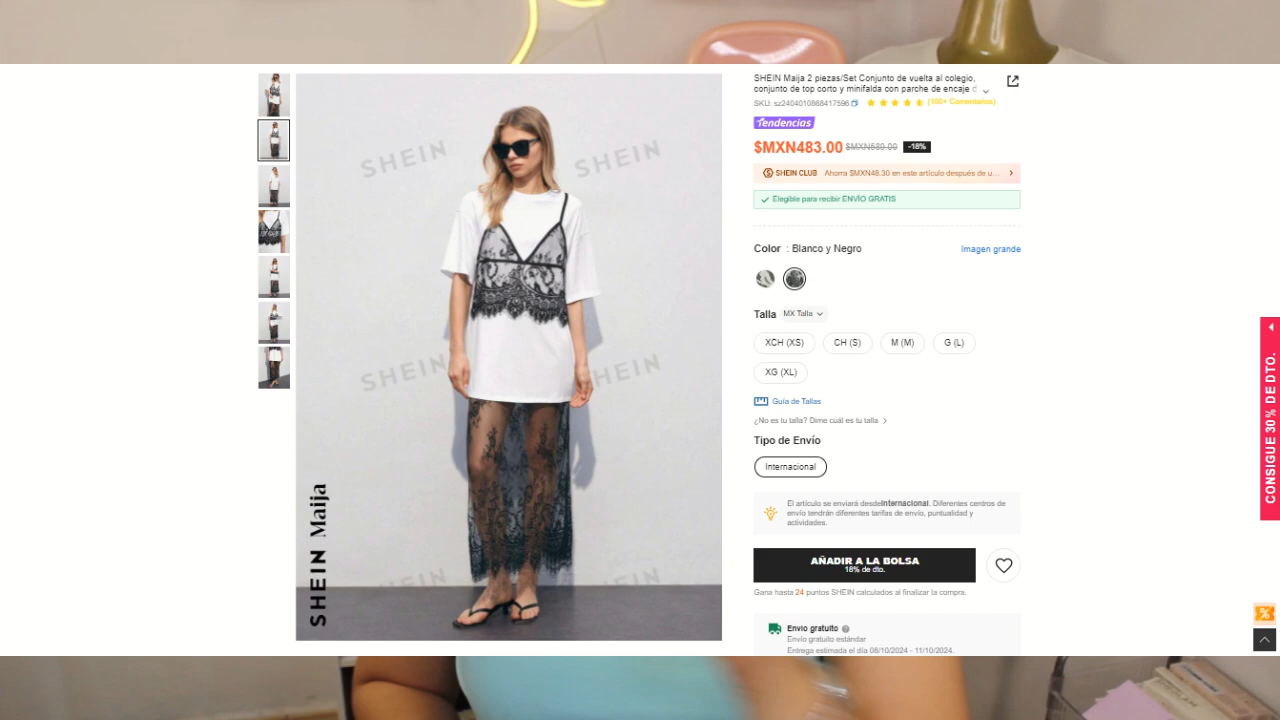 SHEIN Maija 2 piezas/Set Conjunto de vuelta al colegio,
conjunto de top corto y minifalda con parche de encaje d
SKU: sz2404010868417596
(100+ Comentarios)
Tendencias
$MXN483.00 $MXN589.00 -18%
S SHEIN CLUB Ahorra $MXN48.30 en este artículo después de u...
Elegible para recibir ENVÍO GRATIS
Color : Blanco y Negro
Imagen grande
Talla MX Talla
XCH (XS) CH (S) M (M) G (L)
XG (XL)
Guía de Tallas
¿No es tu talla? Dime cuál es tu talla
Tipo de Envío
Internacional
El artículo se enviará desdeInternacional. Diferentes centros de
envío tendrán diferentes tarifas de envío, puntualidad y
actividades.
AÑADIR A LA BOLSA
18% de dto.
Gana hasta 24 puntos SHEIN calculados al finalizar la compra.
Envío gratuito
Envío gratuito estándar
Entrega estimada el día 08/10/2024 - 11/10/2024.
SHEIN
SHEIN
SHEIN
SHEIN
SHEIN
SHEIN
SHEIN Maija
CONSIGUE 30% DE DTO.
%